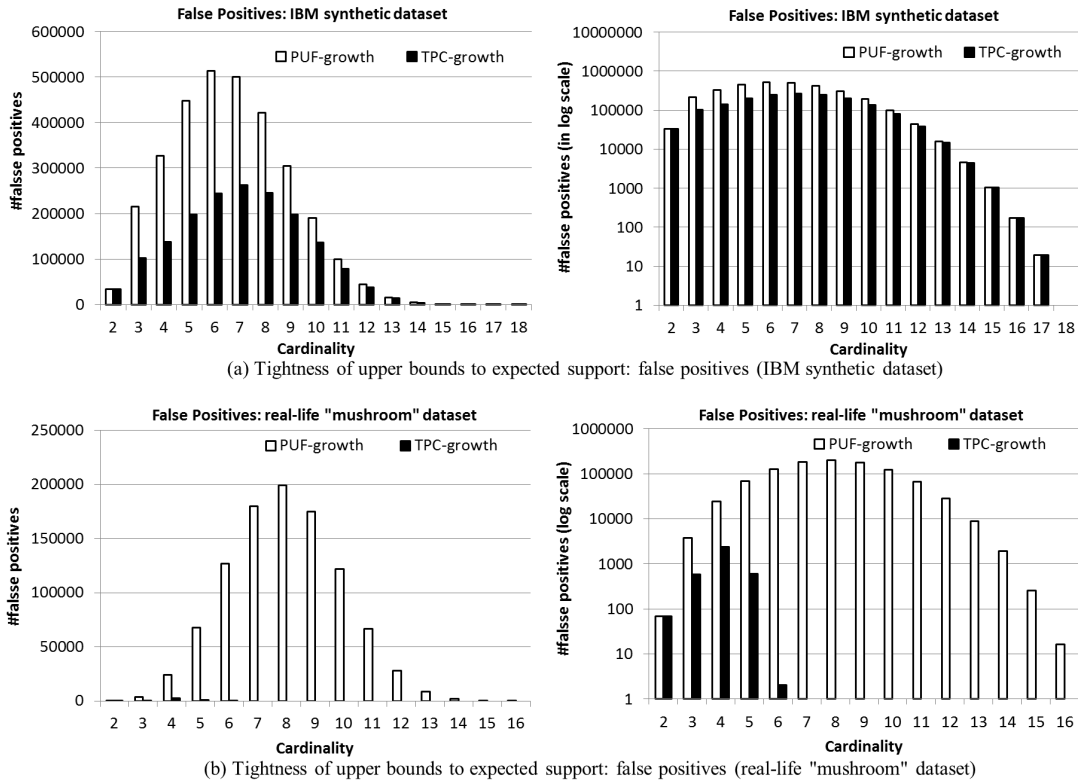 False Positives: IBM synthetic dataset
600000
500000
400000
300000
200000
100000
0
#falsse positives
PUF-growth TPC-growth
2 3 4 5 6 7 8 9 10 11 12 13 14 15 16 17 18
Cardinality
False Positives: IBM synthetic dataset
10000000
1000000
100000
10000
1000
100
10
1
#falsse positives (in log scale)
PUF-growth TPC-growth
2 3 4 5 6 7 8 9 10 11 12 13 14 15 16 17 18
Cardinality
(a) Tightness of upper bounds to expected support: false positives (IBM synthetic dataset)
False Positives: real-life "mushroom" dataset
250000
200000
150000
100000
50000
0
#falsse positives
PUF-growth TPC-growth
2 3 4 5 6 7 8 9 10 11 12 13 14 15 16
Cardinality
False Positives: real-life "mushroom" dataset
1000000
100000
10000
1000
100
10
1
#falsse positives (log scale)
PUF-growth TPC-growth
2 3 4 5 6 7 8 9 10 11 12 13 14 15 16
Cardinality
(b) Tightness of upper bounds to expected support: false positives (real-life "mushroom" dataset)